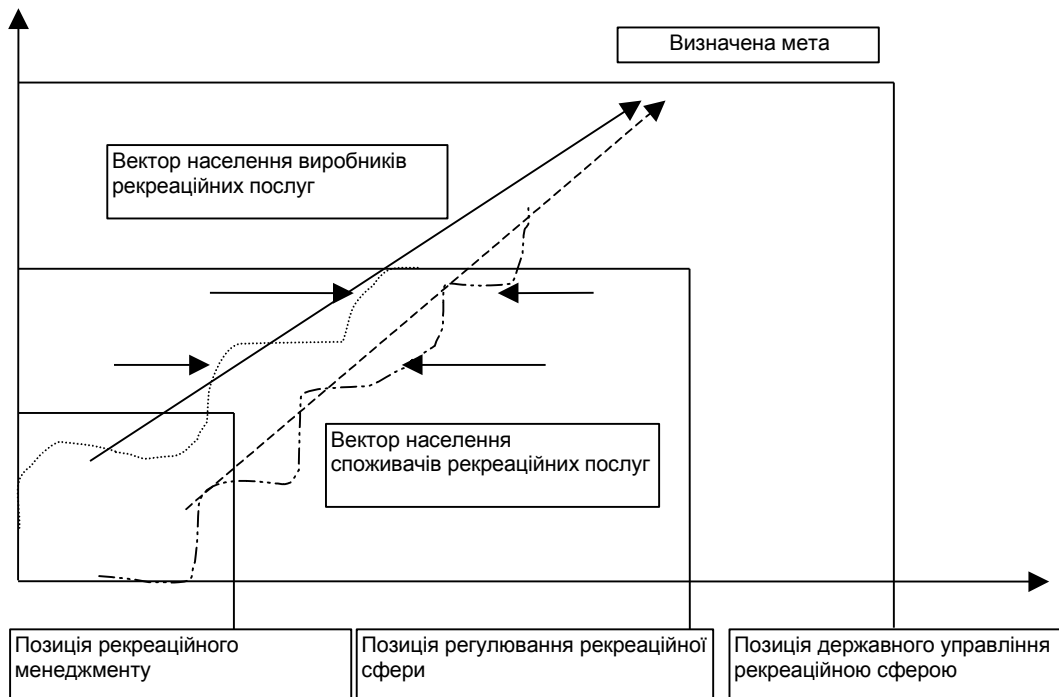 Визначена мета
Вектор населення виробників
рекреаційних послуг
Вектор населення
споживачів рекреаційних послуг
Позиція рекреаційного
менеджменту
Позиція регулювання рекреаційної
сфери
Позиція державного управління
рекреаційною сферою